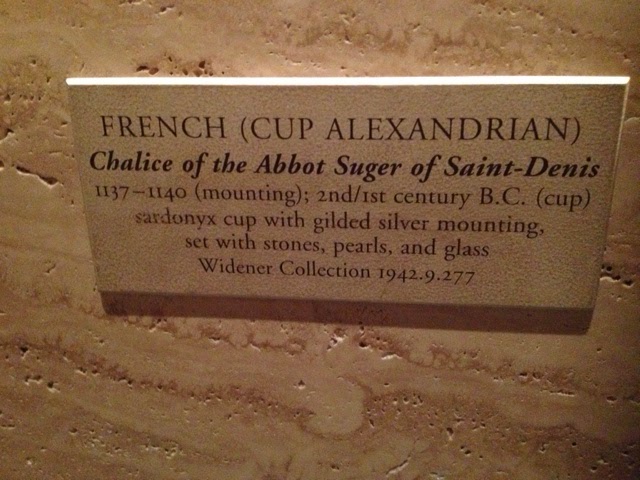 FRENCH (CUP ALEXANDRIAN)
Chalice of the Abbot Suger of Saint-Denis
1137–1140 (mounting); 2nd/1st century B.C. (cup)
sardonyx cup with gilded silver mounting,
set with stones, pearls, and glass
Widener Collection 1942.9.277